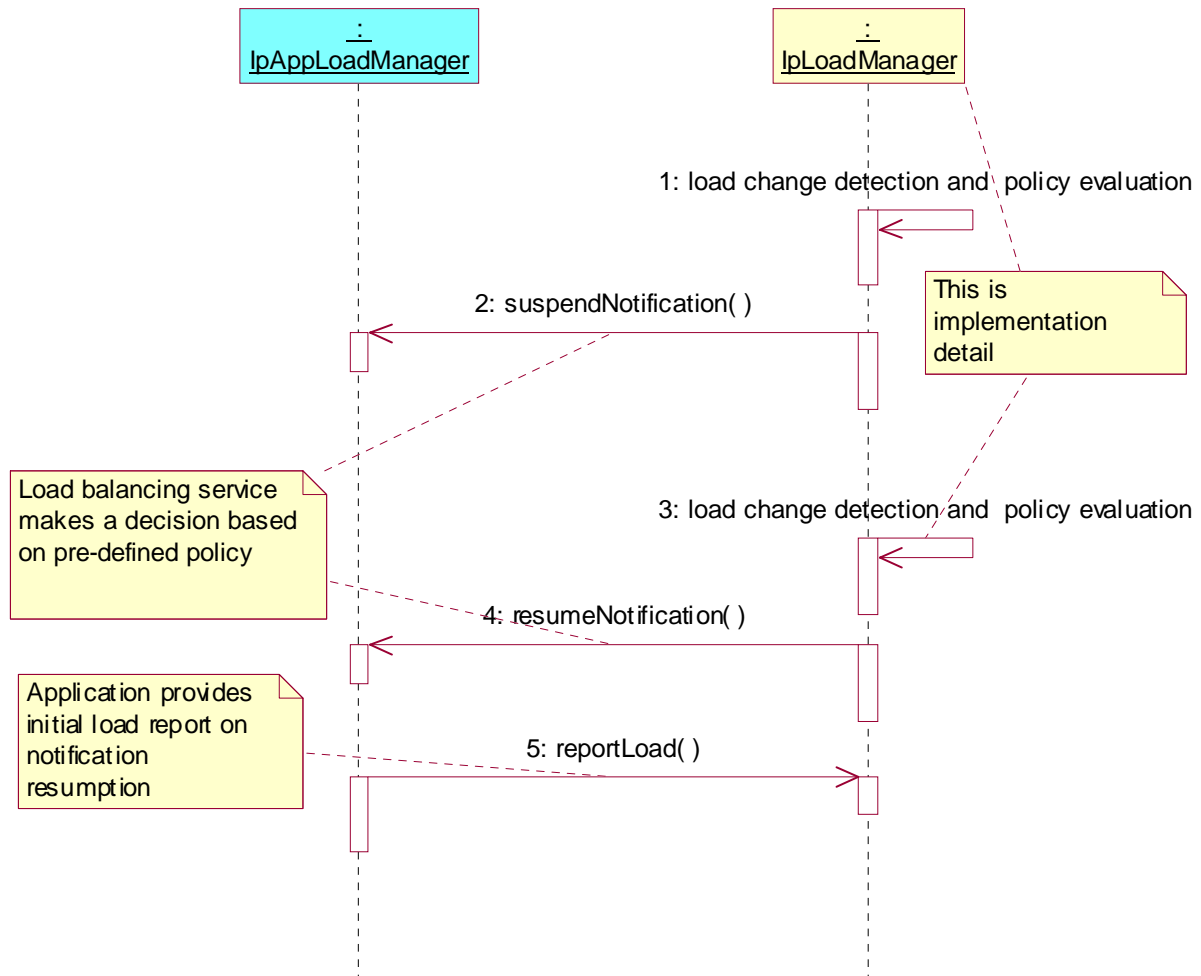 :
IpAppLoadManager
:
IpLoadManager
1: load change detection and policy evaluation
This is
implementation
detail
2: suspendNotification( )
Load balancing service
makes a decision based
on pre-defined policy
3: load change detection and policy evaluation
4: resumeNotification( )
Application provides
initial load report on
notification
resumption
5: reportLoad( )